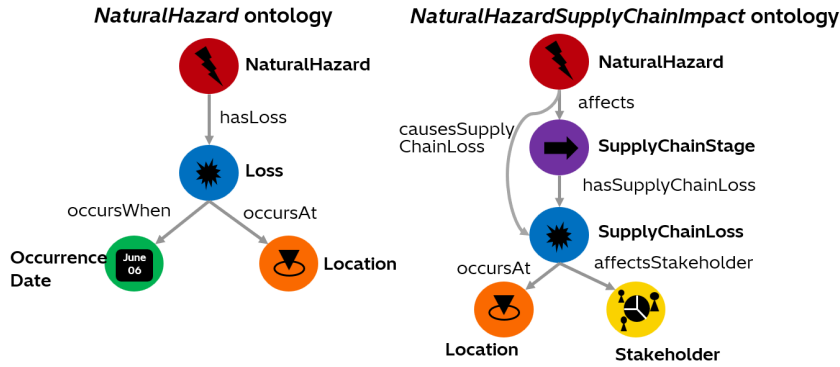 NaturalHazard ontology
NaturalHazard
hasLoss
Loss
occursWhen
occursAt
Occurrence
Date
June
06
Location
NaturalHazardSupplyChainImpact ontology
NaturalHazard
affects
causesSupply
ChainLoss
SupplyChainStage
hasSupplyChainLoss
SupplyChainLoss
occursAt
affectsStakeholder
Location
Stakeholder